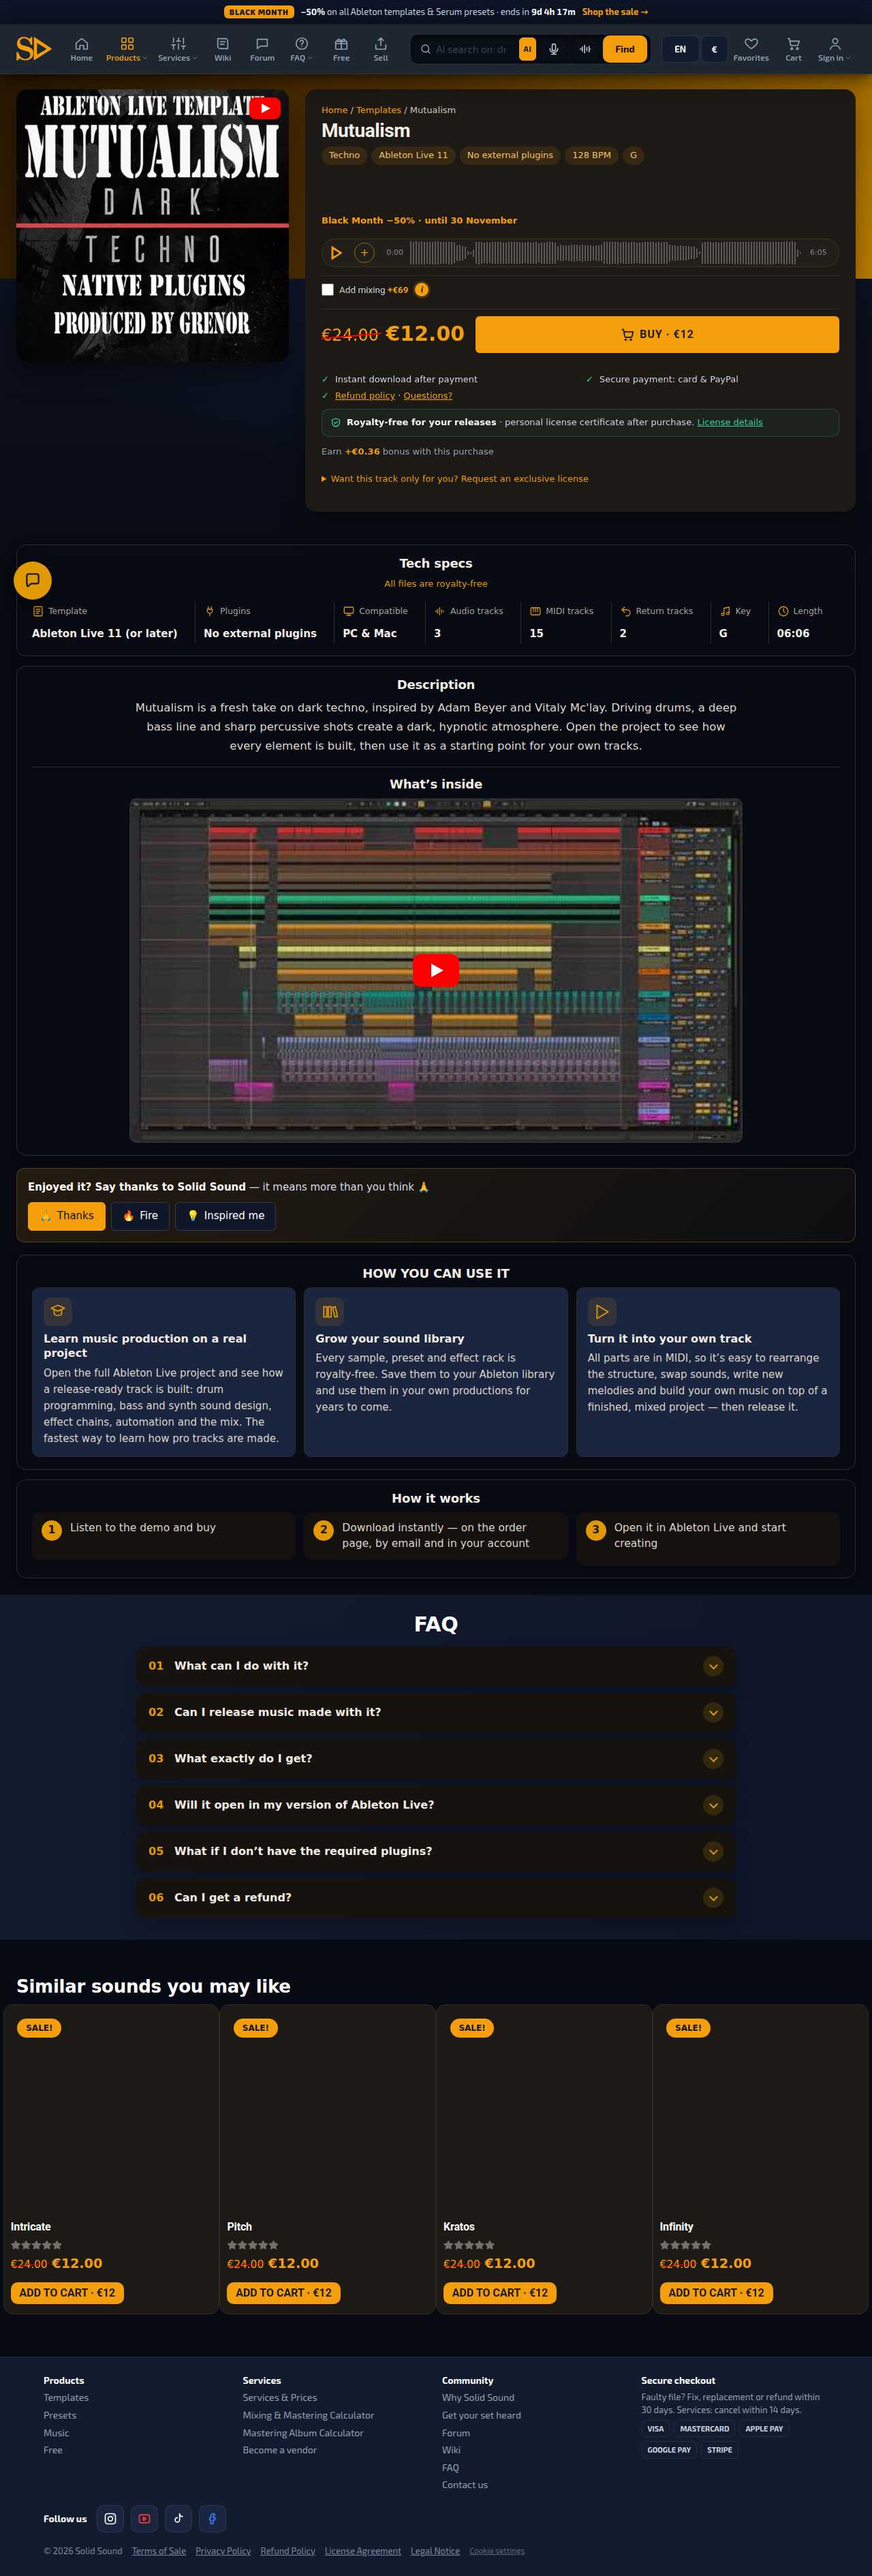 BLACK MONTH −50% on all Ableton templates & Serum presets · ends in 9d 4h 17m Shop the sale →
Home
Products
Services
Wiki
Forum
FAQ
Free
Sell
AI search on: d
AI
Find
EN
€
Favorites
Cart
Sign in
ABLETON LIVE TEMPLATE
MUTUALISM
DARK
TECHNO
NATIVE PLUGINS
PRODUCED BY GRENOR
Home / Templates / Mutualism
Mutualism
Techno
Ableton Live 11
No external plugins
128 BPM
G
Black Month −50% · until 30 November
0:00
6:05
Add mixing +€69
i
€24.00 €12.00
BUY · €12
✓ Instant download after payment
✓ Secure payment: card & PayPal
✓ Refund policy · Questions?
Royalty-free for your releases · personal license certificate after purchase. License details
Earn +€0.36 bonus with this purchase
Want this track only for you? Request an exclusive license
Tech specs
All files are royalty-free
Template
Ableton Live 11 (or later)
Plugins
No external plugins
Compatible
PC & Mac
Audio tracks
3
MIDI tracks
15
Return tracks
2
Key
G
Length
06:06
Description
Mutualism is a fresh take on dark techno, inspired by Adam Beyer and Vitaly Mc'lay. Driving drums, a deep
bass line and sharp percussive shots create a dark, hypnotic atmosphere. Open the project to see how
every element is built, then use it as a starting point for your own tracks.
What’s inside
Enjoyed it? Say thanks to Solid Sound — it means more than you think 🙏
🙏 Thanks
🔥 Fire
💡 Inspired me
HOW YOU CAN USE IT
Learn music production on a real
project
Open the full Ableton Live project and see how
a release-ready track is built: drum
programming, bass and synth sound design,
effect chains, automation and the mix. The
fastest way to learn how pro tracks are made.
Grow your sound library
Every sample, preset and effect rack is
royalty-free. Save them to your Ableton library
and use them in your own productions for
years to come.
Turn it into your own track
All parts are in MIDI, so it’s easy to rearrange
the structure, swap sounds, write new
melodies and build your own music on top of a
finished, mixed project — then release it.
How it works
1 Listen to the demo and buy
2 Download instantly — on the order
page, by email and in your account
3 Open it in Ableton Live and start
creating
FAQ
01 What can I do with it?
02 Can I release music made with it?
03 What exactly do I get?
04 Will it open in my version of Ableton Live?
05 What if I don’t have the required plugins?
06 Can I get a refund?
Similar sounds you may like
SALE!
Intricate
€24.00 €12.00
ADD TO CART · €12
SALE!
Pitch
€24.00 €12.00
ADD TO CART · €12
SALE!
Kratos
€24.00 €12.00
ADD TO CART · €12
SALE!
Infinity
€24.00 €12.00
ADD TO CART · €12
Products
Templates
Presets
Music
Free
Services
Services & Prices
Mixing & Mastering Calculator
Mastering Album Calculator
Become a vendor
Community
Why Solid Sound
Get your set heard
Forum
Wiki
FAQ
Contact us
Secure checkout
Faulty file? Fix, replacement or refund within
30 days. Services: cancel within 14 days.
VISA
MASTERCARD
APPLE PAY
GOOGLE PAY
STRIPE
Follow us
© 2026 Solid Sound Terms of Sale Privacy Policy Refund Policy License Agreement Legal Notice Cookie settings